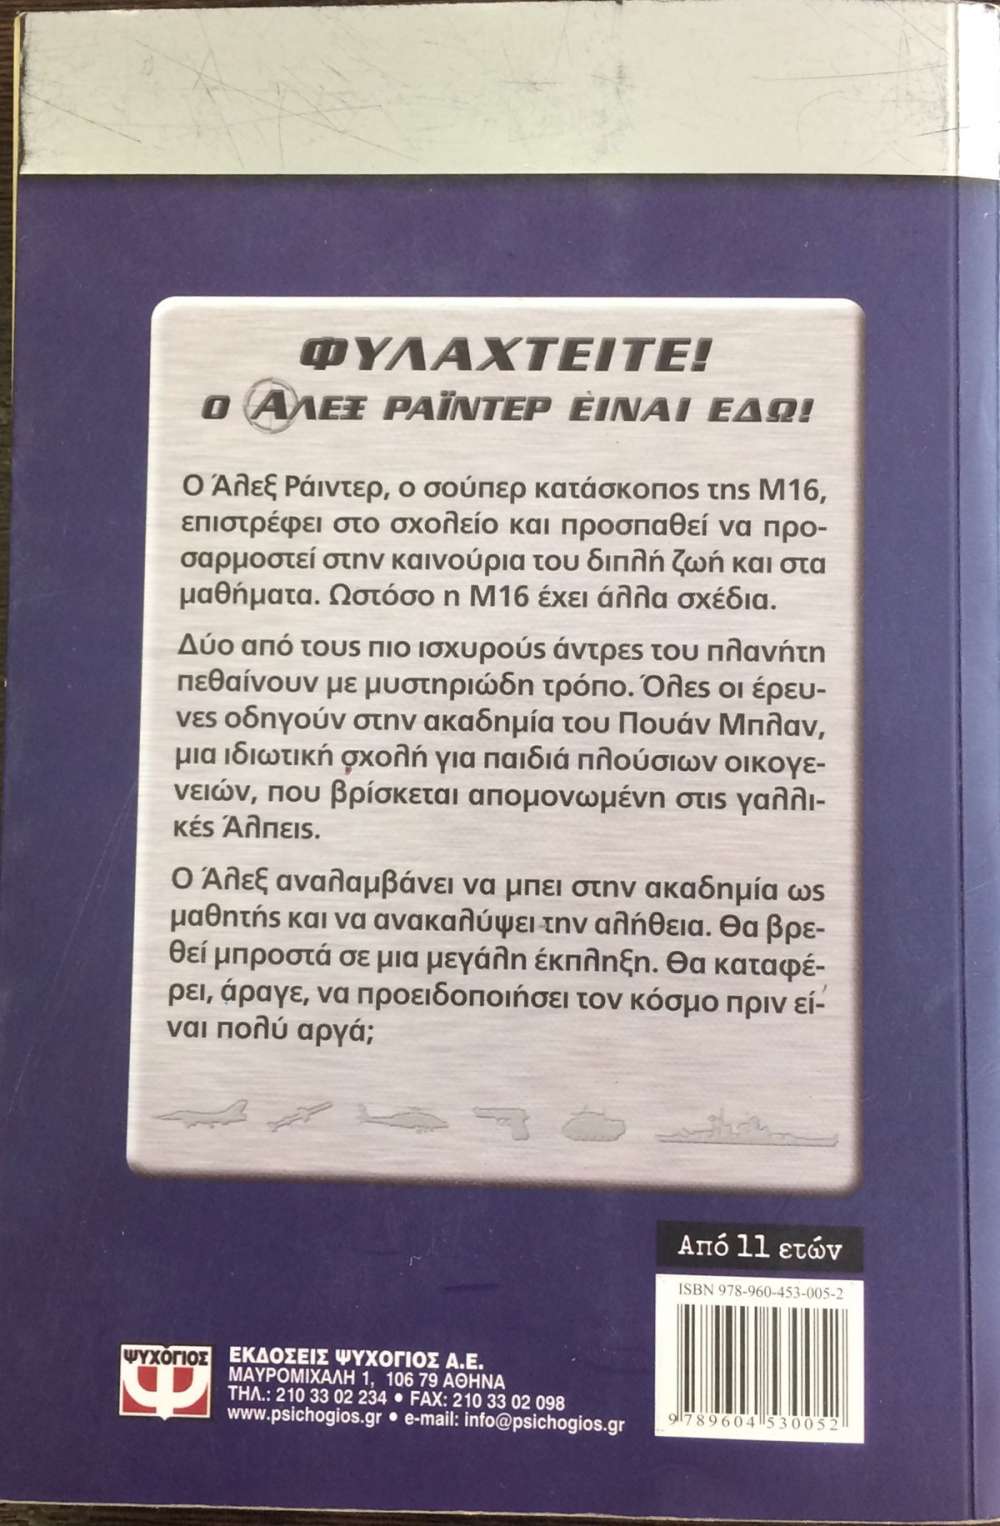 ΦΥΛΑΧΤΕΙΤΕ!
Ο ΑΛΕΞ ΡΑΪΝΤΕΡ ΈΙΝΑΙ ΕΔΩ!
Ο Άλεξ Ράιντερ, ο σούπερ κατάσκοπος της Μ16,
επιστρέφει στο σχολείο και προσπαθεί να προ-
σαρμοστεί στην καινούρια του διπλή ζωή και στα
μαθήματα. Ωστόσο η Μ16 έχει άλλα σχέδια.
Δύο από τους πιο ισχυρούς άντρες του πλανήτη
πεθαίνουν με μυστηριώδη τρόπο. Όλες οι έρευ-
νες οδηγούν στην ακαδημία του Πουάν Μπλαν,
μια ιδιωτική σχολή για παιδιά πλούσιων οικογε-
νειών, που βρίσκεται απομονωμένη στις γαλλι-
κές Άλπεις.
Ο Άλεξ αναλαμβάνει να μπει στην ακαδημία ως
μαθητής και να ανακαλύψει την αλήθεια. Θα βρε-
θεί μπροστά σε μια μεγάλη έκπληξη. Θα καταφέ-
ρει, άραγε, να προειδοποιήσει τον κόσμο πριν εί-
ναι πολύ αργά;
Από 11 ετών
ISBN 978-960-453-005-2
9 789604 530052
ΨΥΧΟΓΙΟΣ
ΕΚΔΟΣΕΙΣ ΨΥΧΟΓΙΟΣ Α.Ε.
ΜΑΥΡΟΜΙΧΑΛΗ 1, 106 79 ΑΘΗΝΑ
ΤΗΛ.: 210 33 02 234 • FAX: 210 33 02 098
www.psichogios.gr • e-mail: info@psichogios.gr